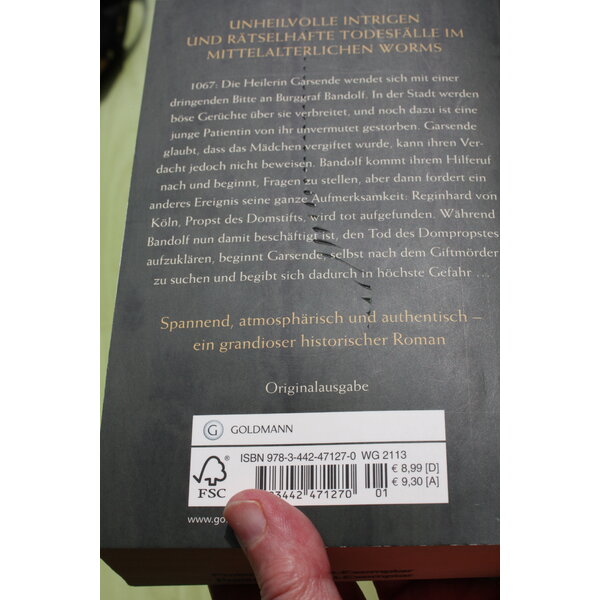 UNHEILVOLLE INTRIGEN
UND RÄTSELHAFTE TODESFÄLLE IM
MITTELALTERLICHEN WORMS
1067: Die Heilerin Garsende wendet sich mit einer
dringenden Bitte an Burggraf Bandolf. In der Stadt werden
böse Gerüchte über sie verbreitet, und noch dazu ist eine
junge Patientin von ihr unvermutet gestorben. Garsende
glaubt, dass das Mädchen vergiftet wurde, kann ihren Ver-
dacht jedoch nicht beweisen. Bandolf kommt ihrem Hilferuf
nach und beginnt, Fragen zu stellen, aber dann fordert ein
anderes Ereignis seine ganze Aufmerksamkeit: Reginhard von
Köln, Propst des Domstifts, wird tot aufgefunden. Während
Bandolf nun damit beschäftigt ist, den Tod des Dompropstes
aufzuklären, beginnt Garsende, selbst nach dem Giftmörder
zu suchen und begibt sich dadurch in höchste Gefahr ...
Spannend, atmosphärisch und authentisch –
ein grandioser historischer Roman
Originalausgabe
G GOLDMANN
ISBN 978-3-442-47127-0 WG 2113
€ 8,99 [D]
€ 9,30 [A]
FSC®
3442 471270 01
www.go